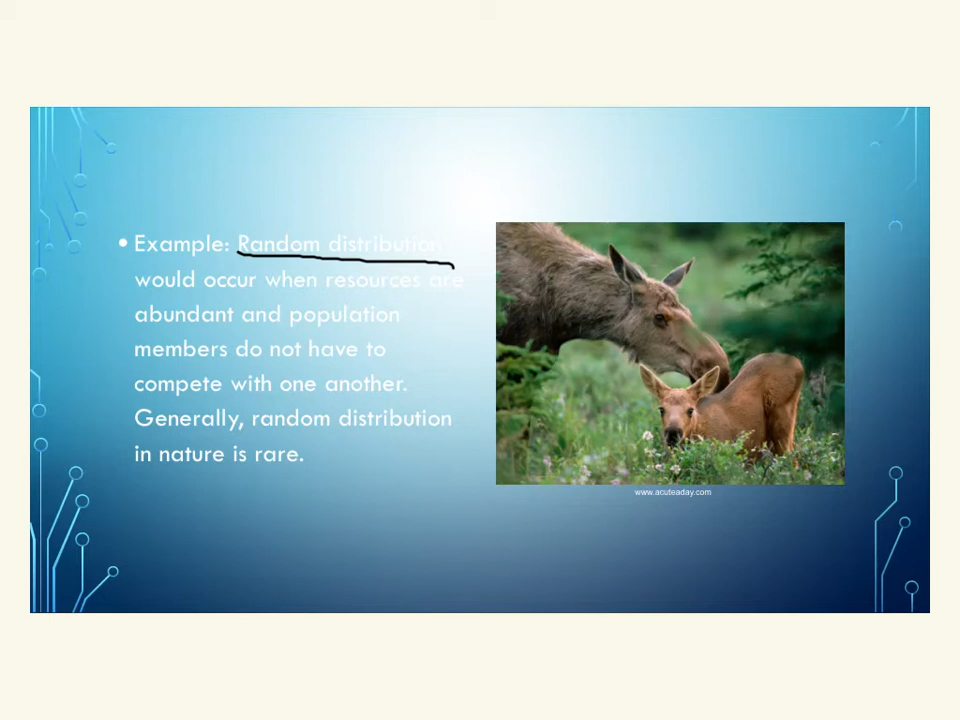 • Example: Random distribution
would occur when resources are
abundant and population
members do not have to
compete with one another.
Generally, random distribution
in nature is rare.
www.acuteaday.com